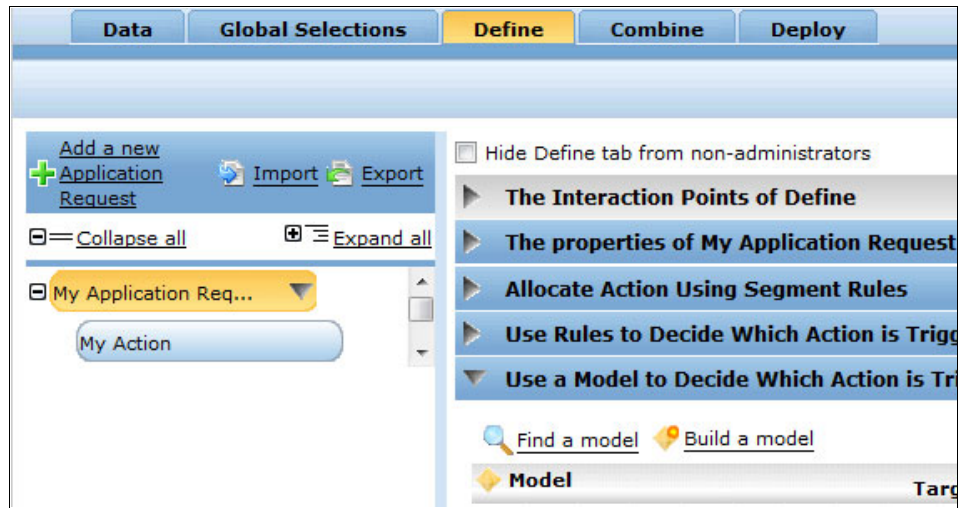 Data Global Selections Define Combine Deploy
Add a new
Application
Request
Import Export
Collapse all Expand all
My Application Req...
My Action
Hide Define tab from non-administrators
The Interaction Points of Define
The properties of My Application Request
Allocate Action Using Segment Rules
Use Rules to Decide Which Action is Trigg
Use a Model to Decide Which Action is Tri
Find a model Build a model
Model Targ